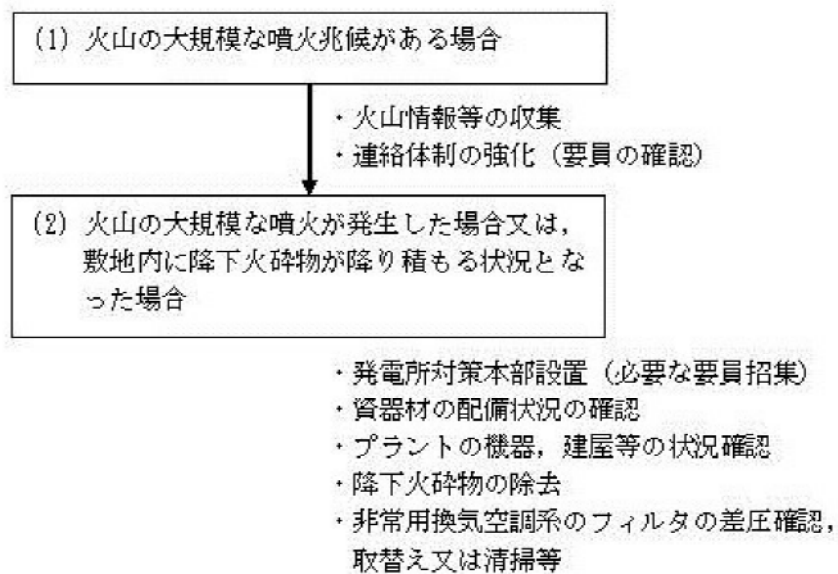 (1) 火山の大規模な噴火兆候がある場合
・火山情報等の収集
・連絡体制の強化（要員の確認）
(2) 火山の大規模な噴火が発生した場合又は，
敷地内に降下火砕物が降り積もる状況とな
った場合
・発電所対策本部設置（必要な要員招集）
・資器材の配備状況の確認
・プラントの機器，建屋等の状況確認
・降下火砕物の除去
・非常用換気空調系のフィルタの差圧確認，
取替え又は清掃等